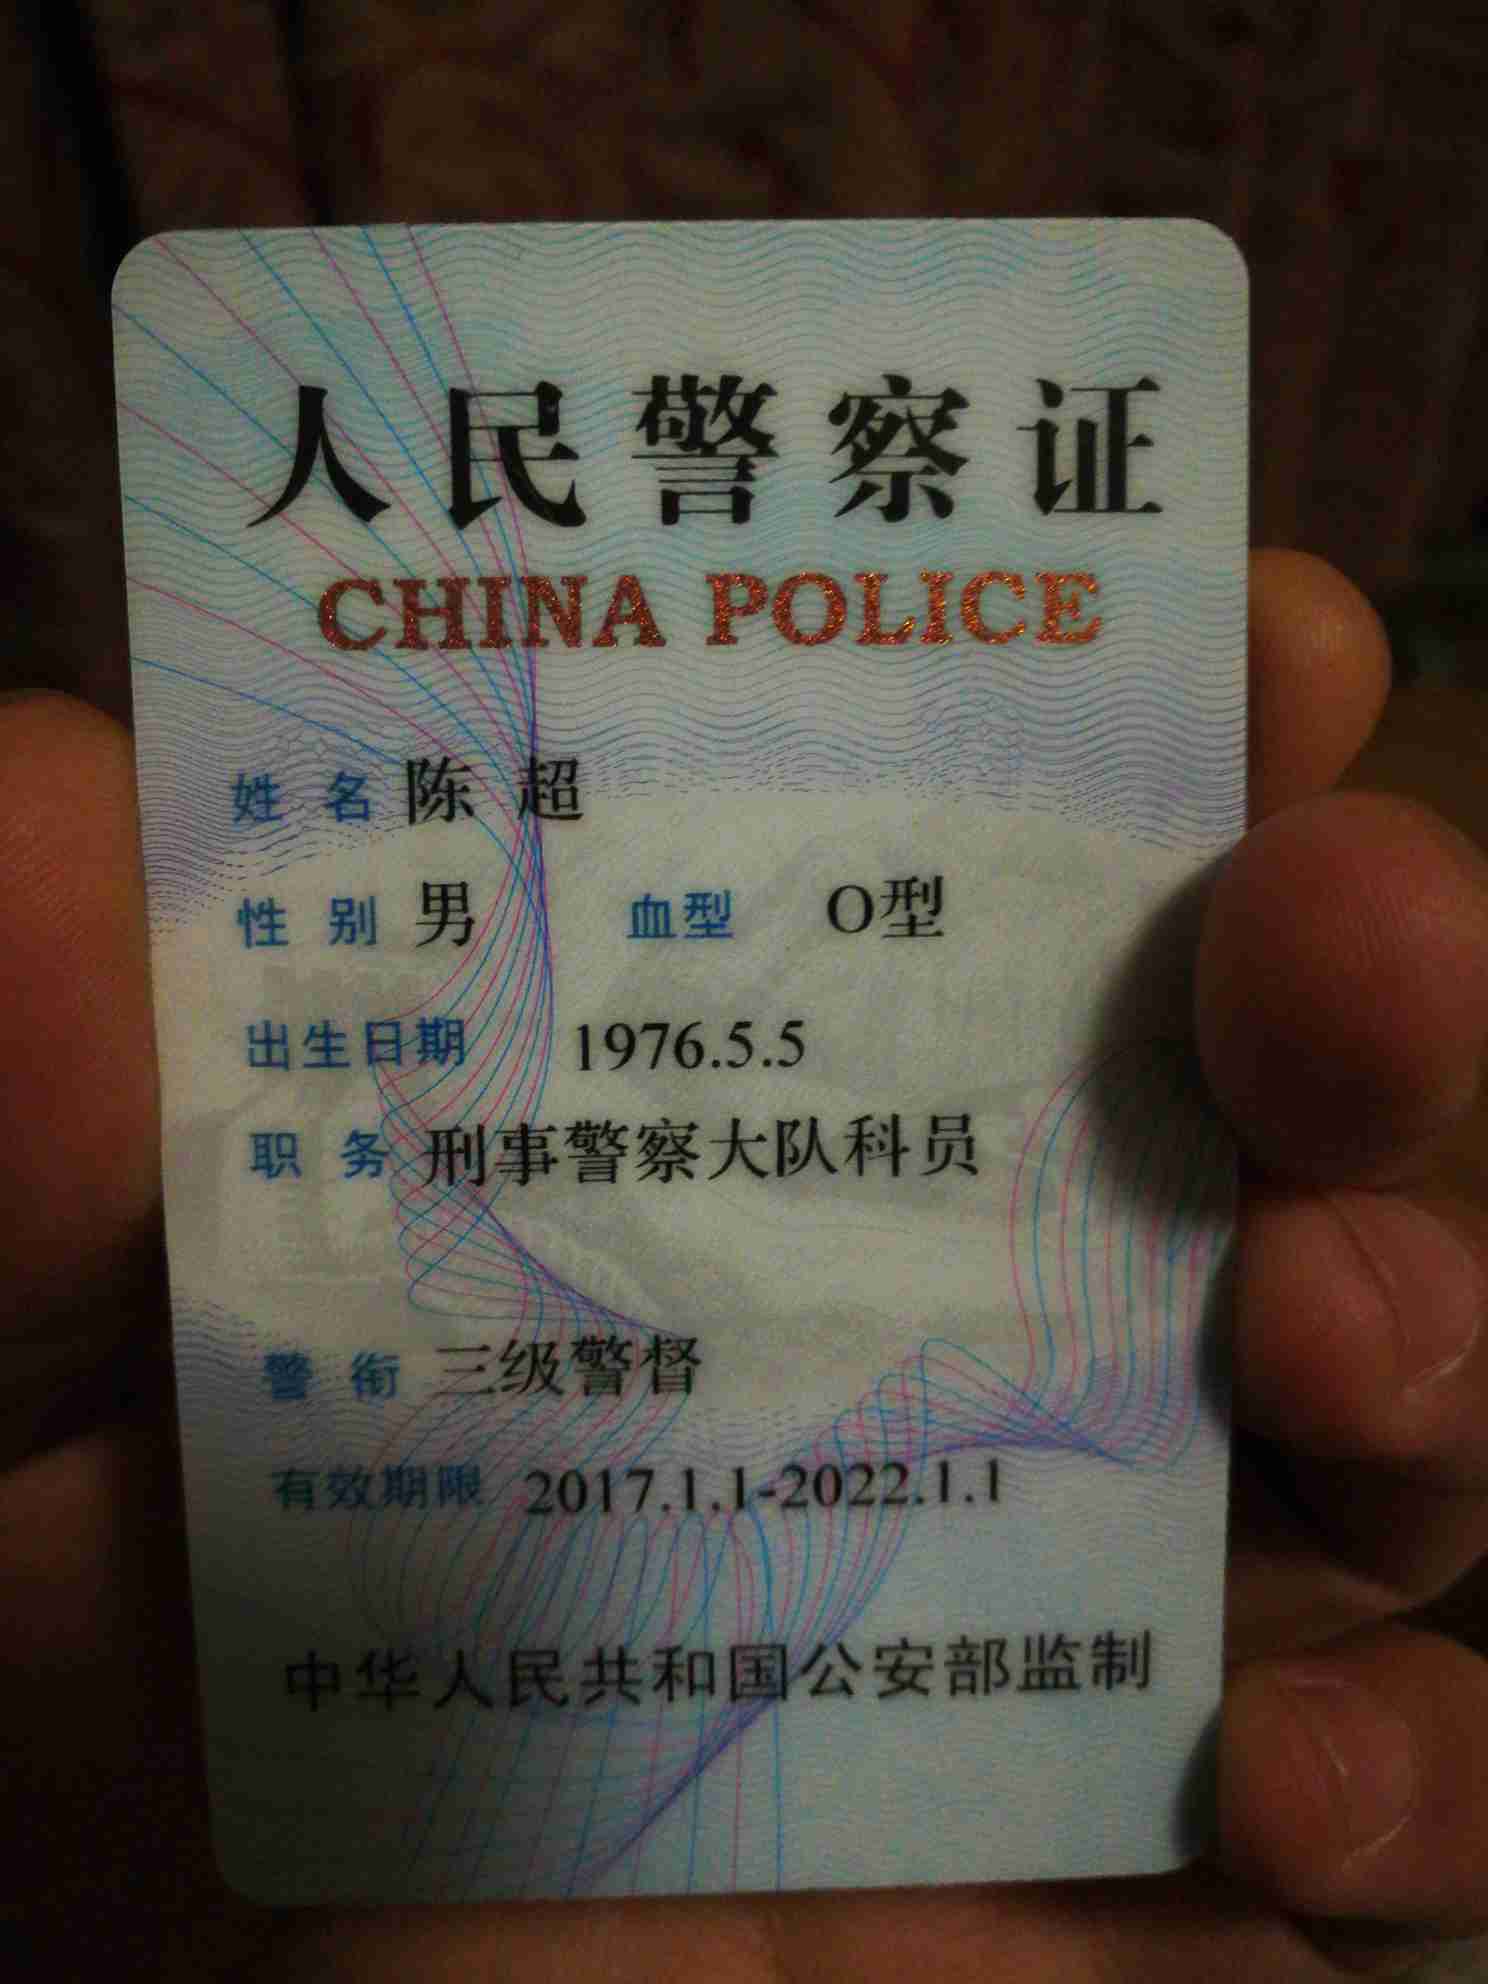 人民警察证
CHINA POLICE
姓名 陈超
性别 男 血型 O型
出生日期 1976.5.5
职务 刑事警察大队科员
警衔 三级警督
有效期限 2017.1.1-2022.1.1
中华人民共和国公安部监制